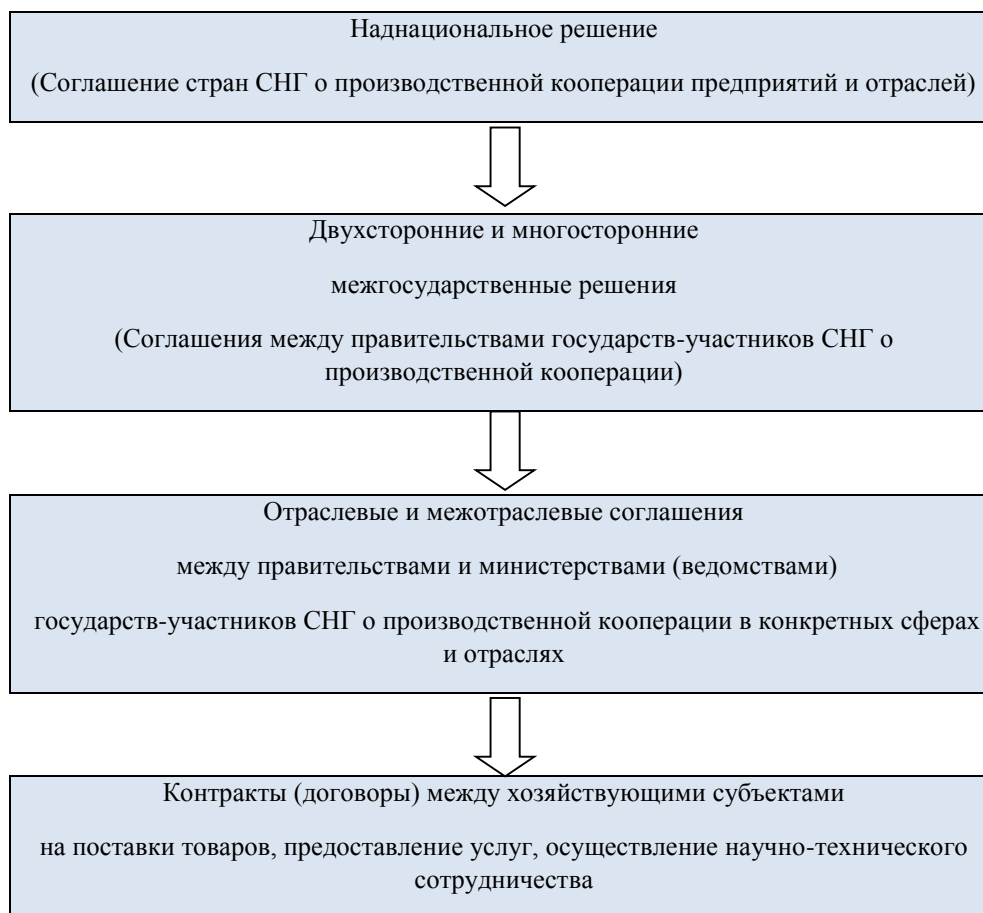 Наднациональное решение
(Соглашение стран СНГ о производственной кооперации предприятий и отраслей)
Двухсторонние и многосторонние
межгосударственные решения
(Соглашения между правительствами государств-участников СНГ о
производственной кооперации)
Отраслевые и межотраслевые соглашения
между правительствами и министерствами (ведомствами)
государств-участников СНГ о производственной кооперации в конкретных сферах
и отраслях
Контракты (договоры) между хозяйствующими субъектами
на поставки товаров, предоставление услуг, осуществление научно-технического
сотрудничества